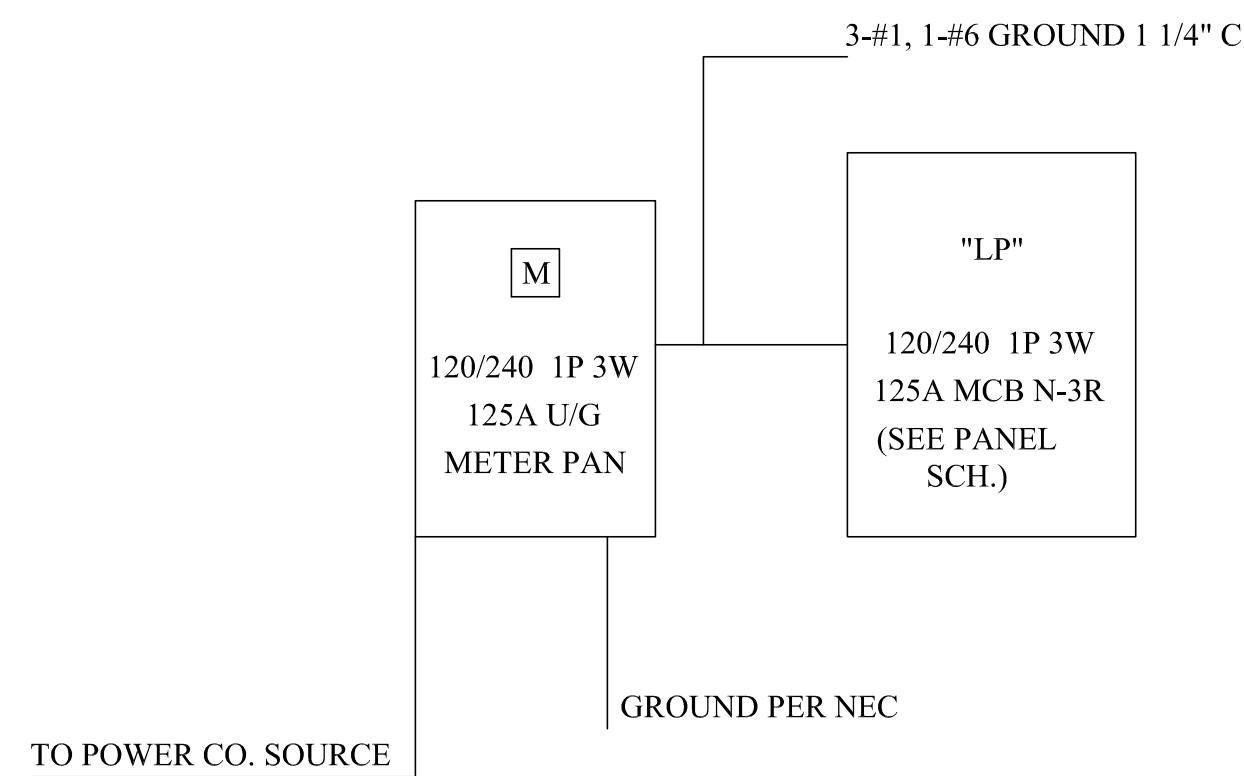 3-#1, 1-#6 GROUND 1 1/4" C
M
120/240 1P 3W
125A U/G
METER PAN
"LP"
120/240 1P 3W
125A MCB N-3R
(SEE PANEL
SCH.)
GROUND PER NEC
TO POWER CO. SOURCE